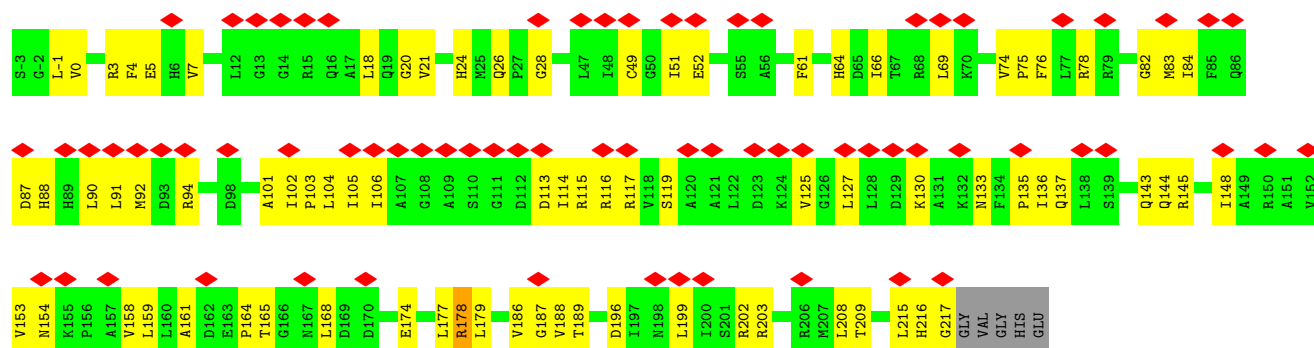 S-3 G-2 L-1 V0 R3 F4 E5 H6 V7 L12 G13 G14 R15 Q16 A17 L18 Q19 G20 V21 H24 M25 Q26 P27 G28 L47 I48 C49 G50 I51 E52 S55 A56 F61 H64 D65 I66 T67 R68 L69 K70 V74 P75 F76 L77 R78 R79 G82 M83 I84 F85 Q86
D87 H88 H89 L90 L91 M92 D93 R94 D98 A101 I102 P103 L104 I105 I106 A107 G108 A109 S110 G111 D112 D113 I114 R115 R116 R117 V118 S119 A120 A121 L122 D123 K124 V125 G126 L127 L128 D129 K130 A131 K132 N133 F134 P135 I136 Q137 L138 S139 Q143 Q144 R145 I148 A149 R150 A151 V152
V153 N154 K155 P156 A157 V158 L159 L160 A161 D162 E163 P164 T165 G166 N167 L168 D169 D170 E174 L177 R178 L179 V186 G187 V188 T189 D196 I197 N198 L199 I200 S201 R202 R203 R206 M207 L208 T209 L215 H216 G217 GLY VAL GLY HIS GLU